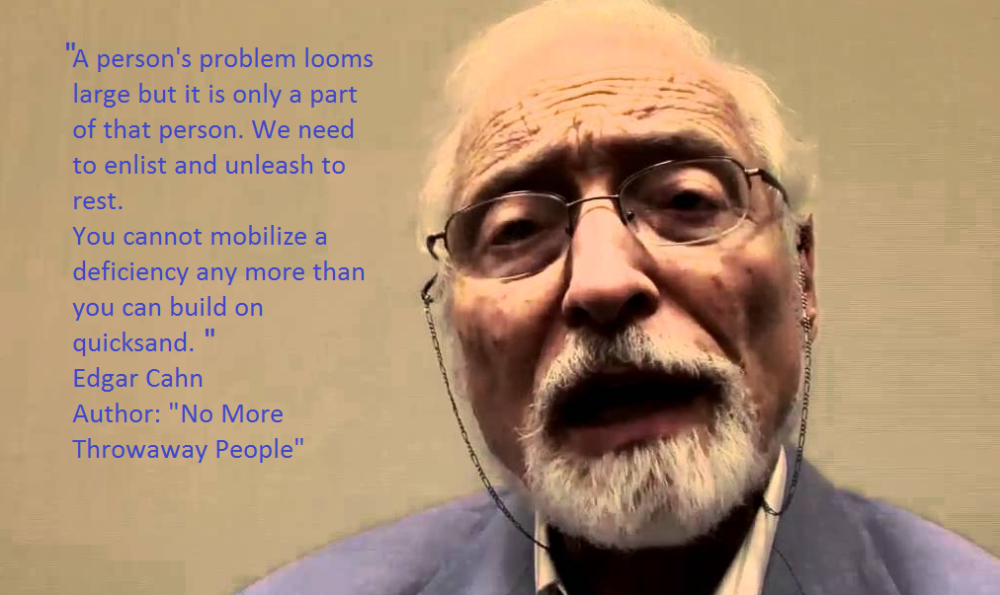 "A person's problem looms
large but it is only a part
of that person. We need
to enlist and unleash to
rest.
You cannot mobilize a
deficiency any more than
you can build on
quicksand. "
Edgar Cahn
Author: "No More
Throwaway People"